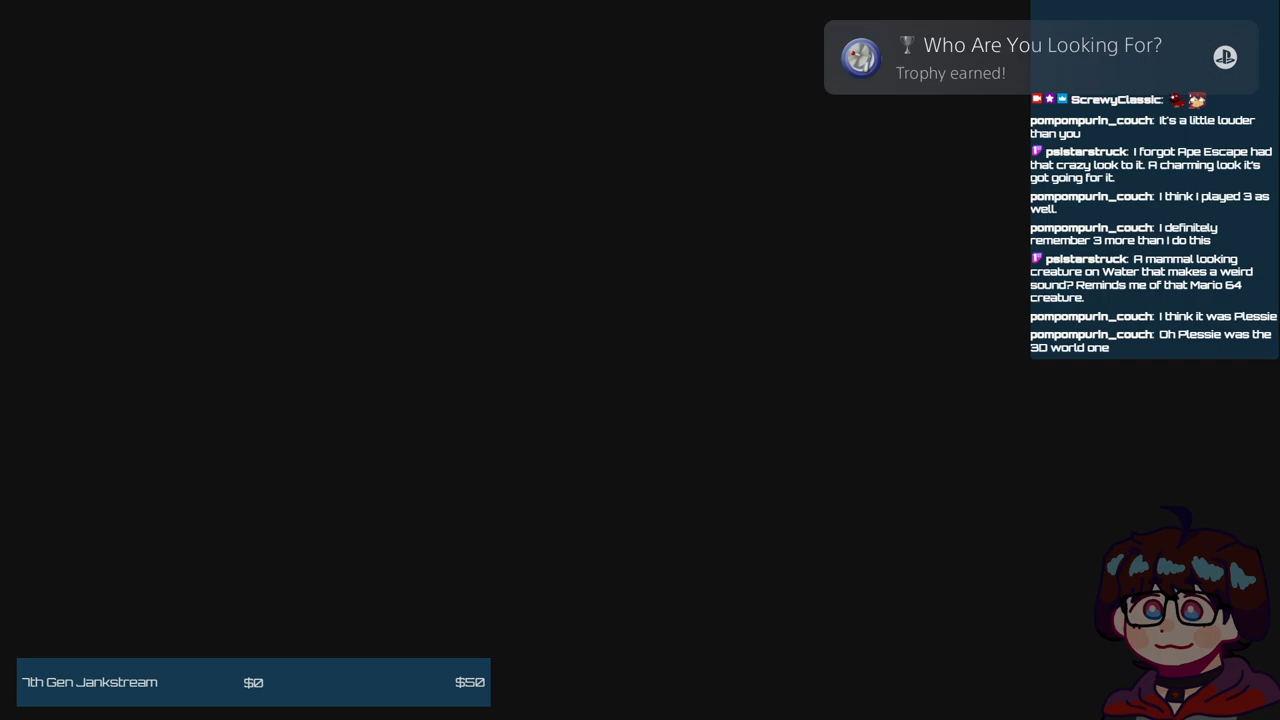 Who Are You Looking For?
Trophy earned!
ScrewyClassic:
pompompurin_couch: It's a little louder
than you
psistarstruck: I forgot Ape Escape had
that crazy look to it. A charming look it's
got going for it.
pompompurin_couch: I think I played 3 as
well.
pompompurin_couch: I definitely
remember 3 more than I do this
psistarstruck: A mammal looking
creature on Water that makes a weird
sound? Reminds me of that Mario 64
creature.
pompompurin_couch: I think it was Plessie
pompompurin_couch: Oh Plessie was the
3D world one
7th Gen Jankstream $0 $50